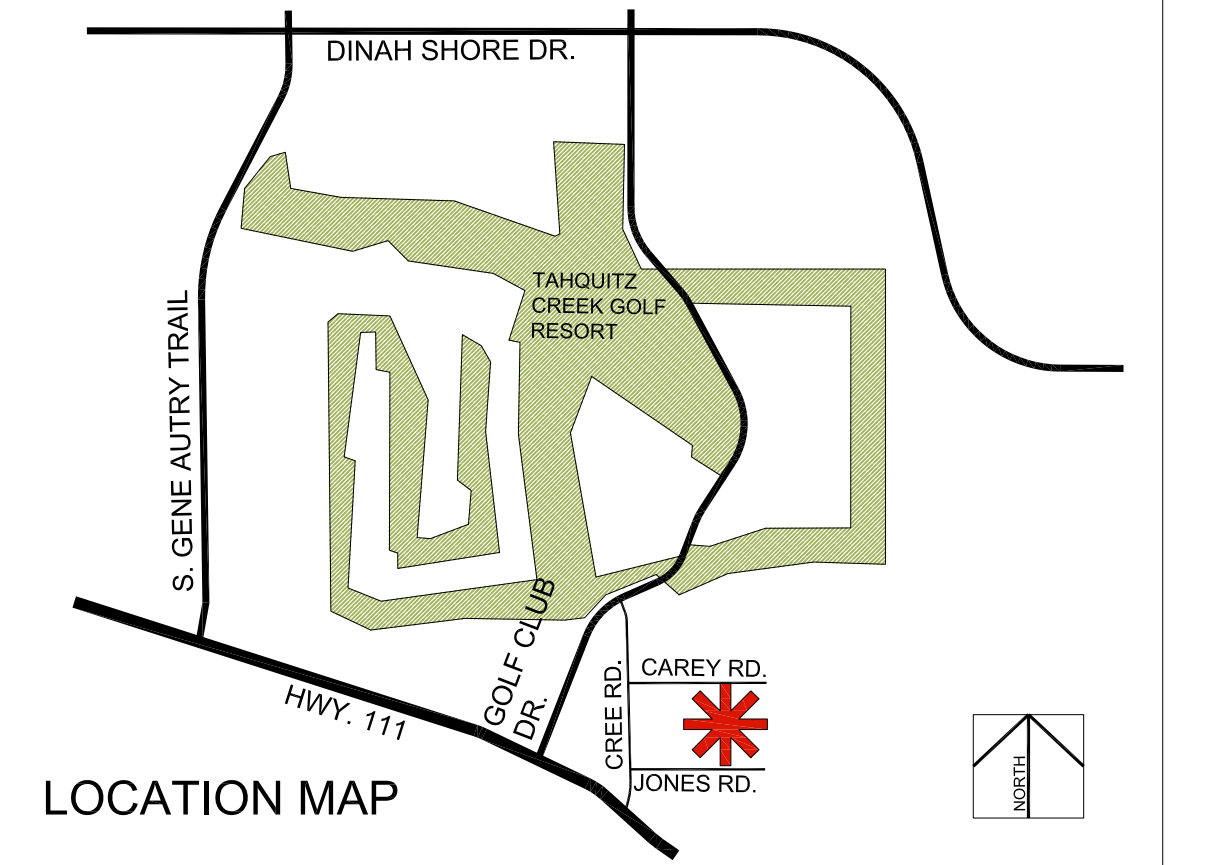 DINAH SHORE DR.
TAHQUITZ
CREEK GOLF
RESORT
S. GENE AUTRY TRAIL
GOLF CLUB
DR.
HWY. 111
CREE RD.
CAREY RD.
JONES RD.
NORTH
LOCATION MAP